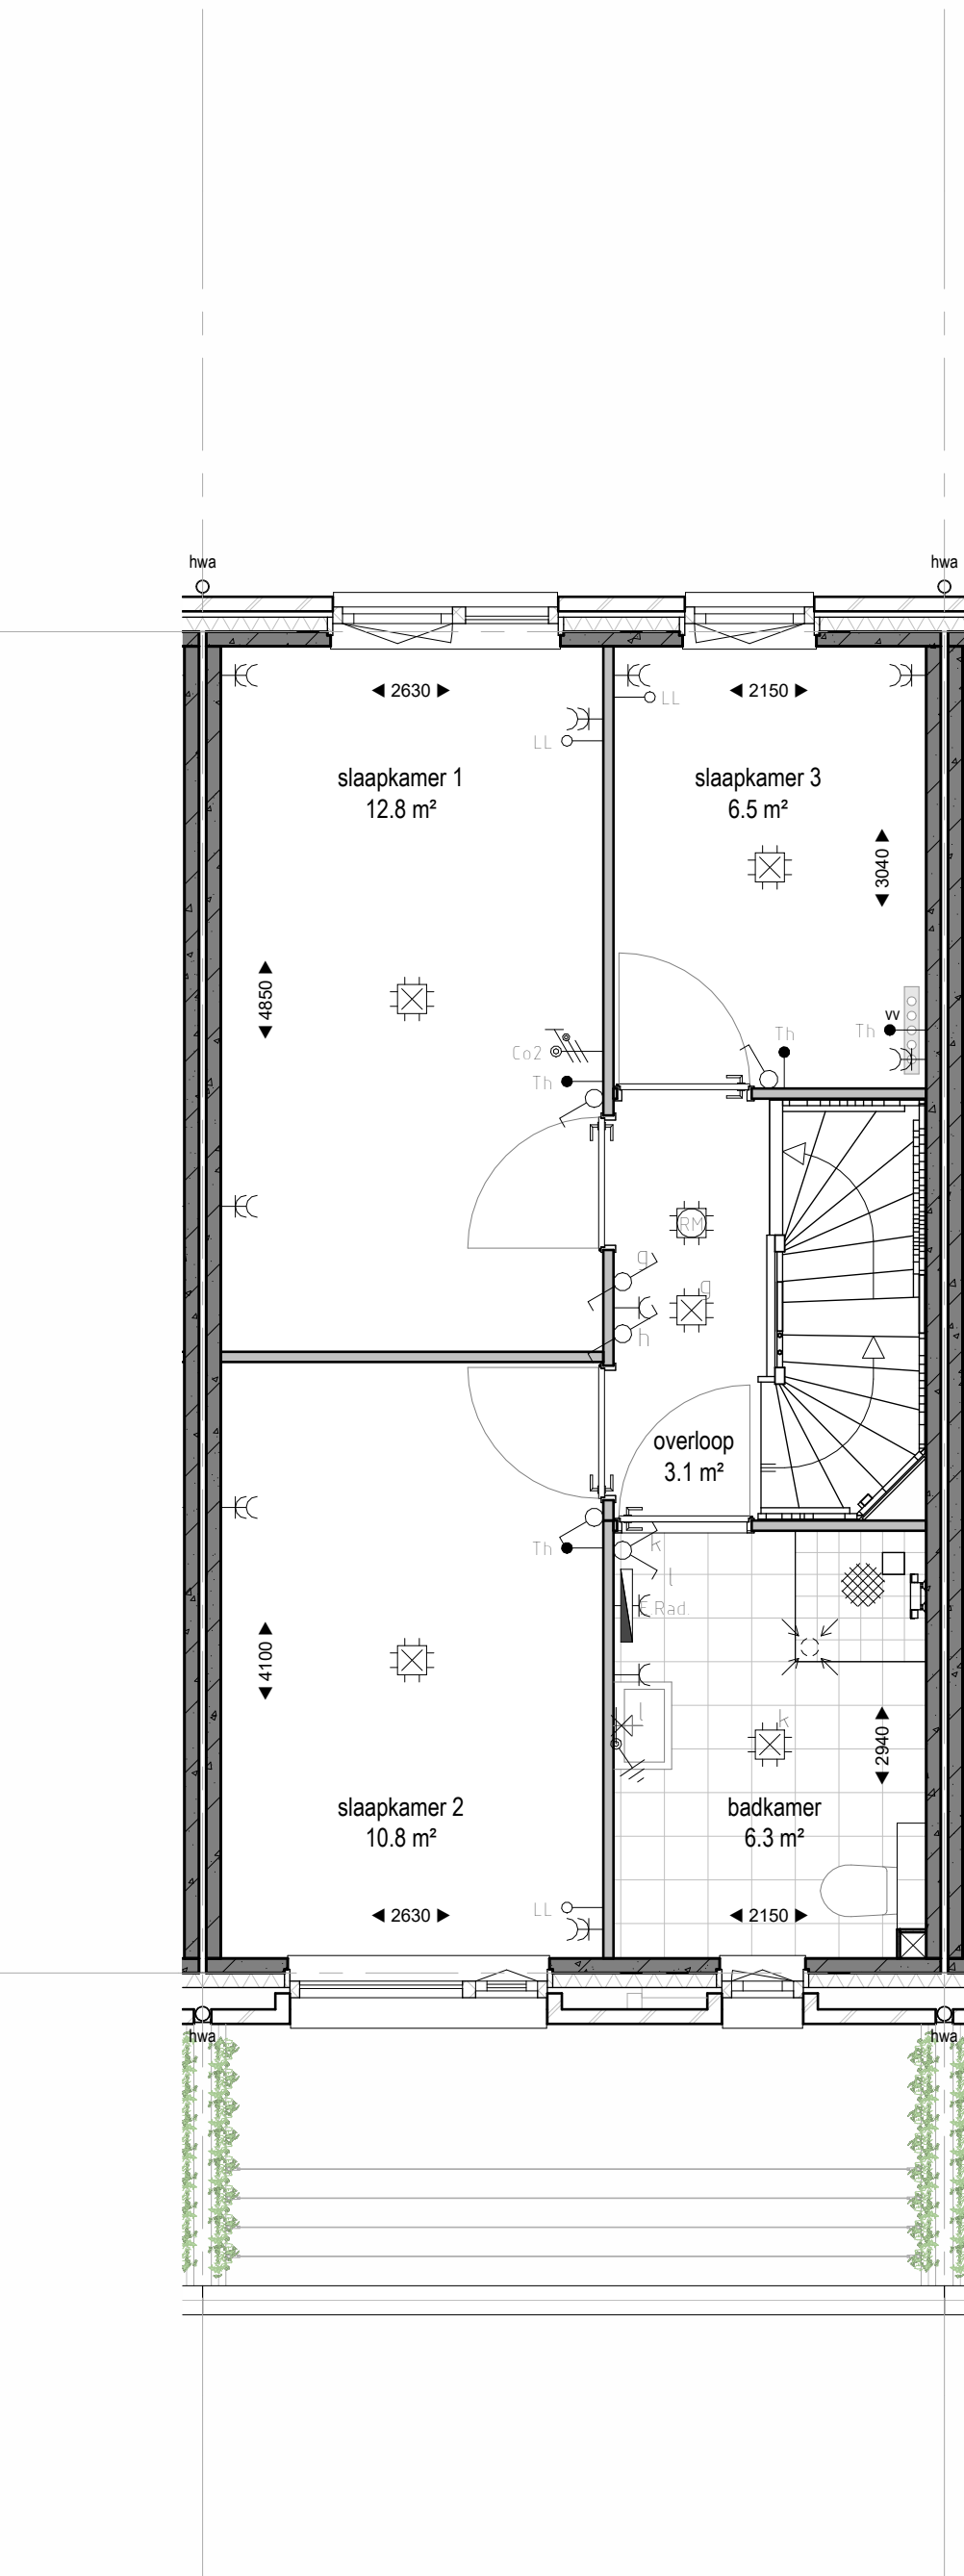 hwa
hwa
◄ 2630 ►
◄ 2150 ►
LL
LL
slaapkamer 1
12.8 m²
slaapkamer 3
6.5 m²
◄ 3040 ►
◄ 4850 ►
vv
Th
Th
Co2
Th
RM
g
g
h
overloop
3.1 m²
Th
k
l
E Rad.
◄ 4100 ►
l
k
◄ 2940 ►
slaapkamer 2
10.8 m²
badkamer
6.3 m²
LL
◄ 2630 ►
◄ 2150 ►
hwa
hwa